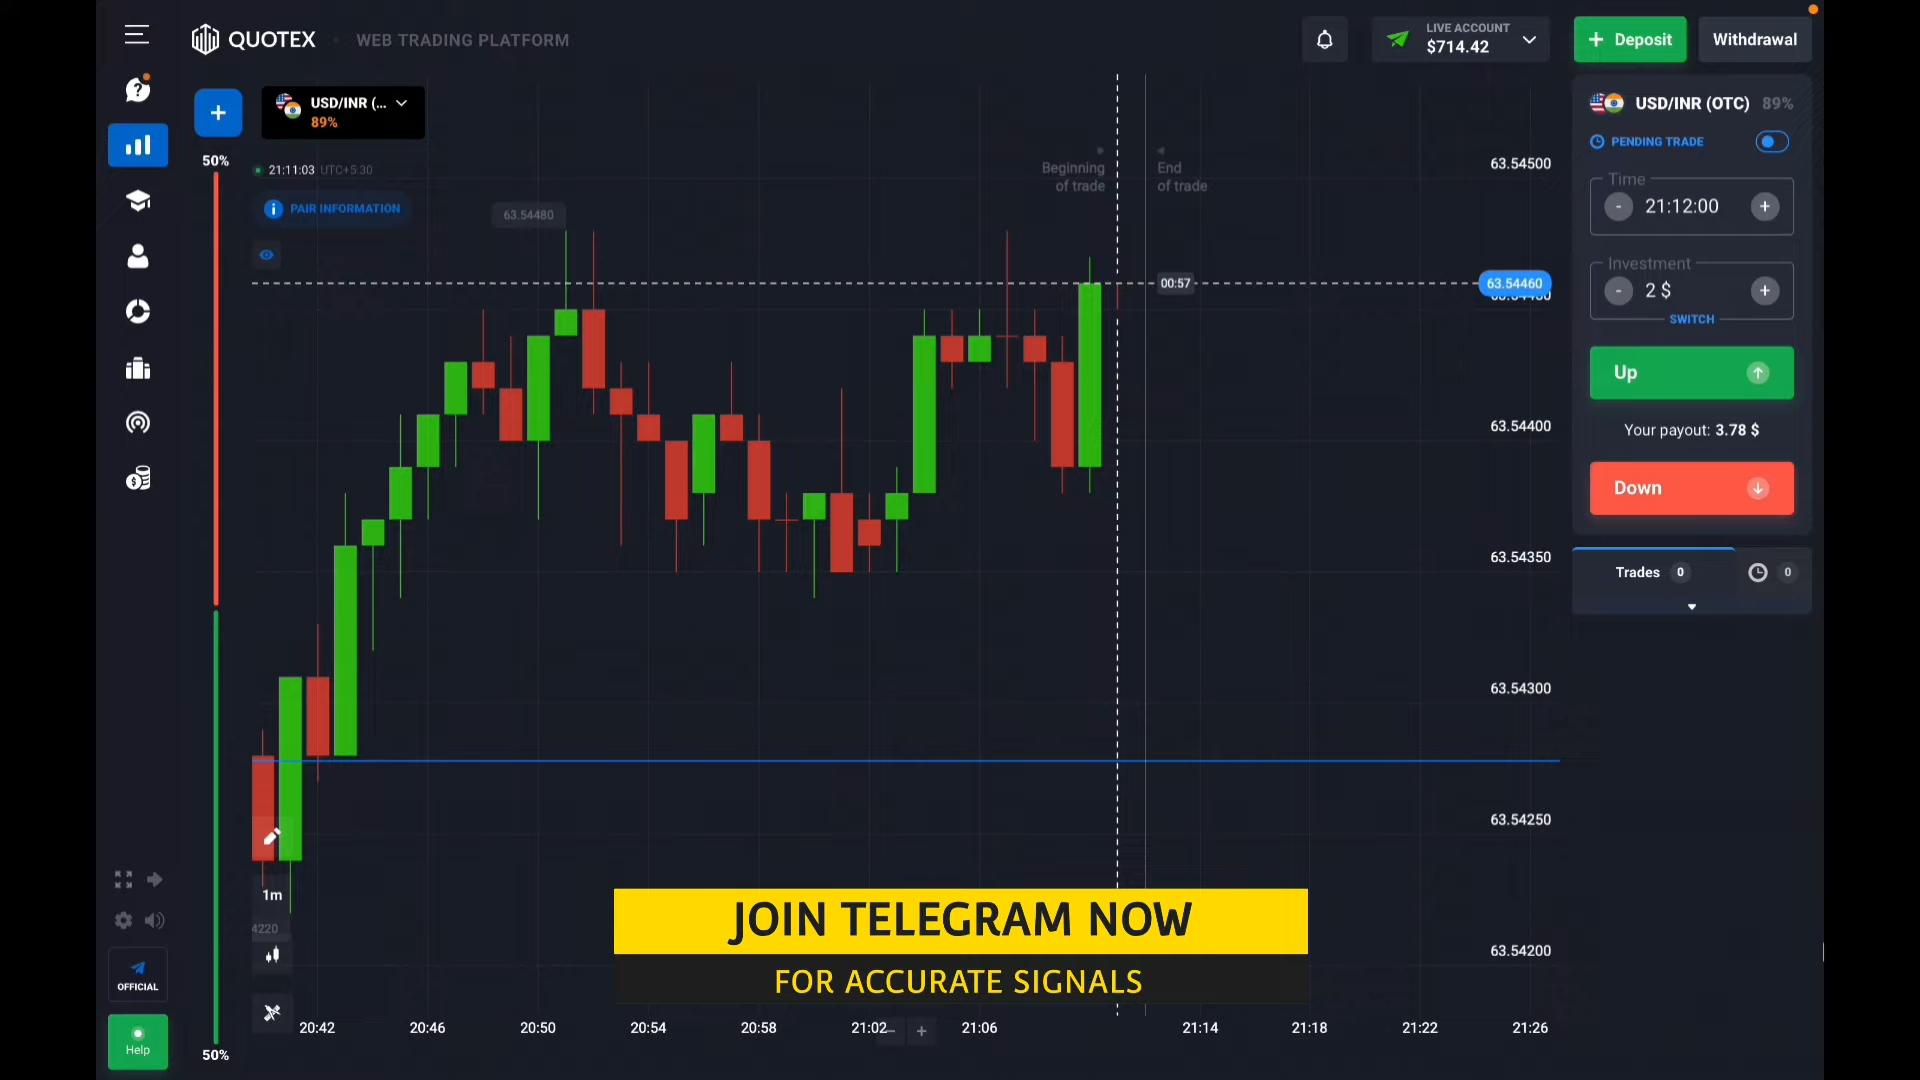 QUOTEX
WEB TRADING PLATFORM
LIVE ACCOUNT
$714.42
+ Deposit
Withdrawal
+
USD/INR (...
89%
50%
21:11:03 UTC+5:30
PAIR INFORMATION
63.54480
Beginning
of trade
End
of trade
00:57
63.54500
63.54460
63.54400
63.54350
63.54300
63.54250
63.54200
USD/INR (OTC) 89%
PENDING TRADE
Time
- 21:12:00 +
Investment
- 2 $ +
SWITCH
Up
Your payout: 3.78 $
Down
Trades 0
0
1m
4220
JOIN TELEGRAM NOW
FOR ACCURATE SIGNALS
OFFICIAL
Help
50%
20:42 20:46 20:50 20:54 20:58 21:02 21:06 21:14 21:18 21:22 21:26
- +